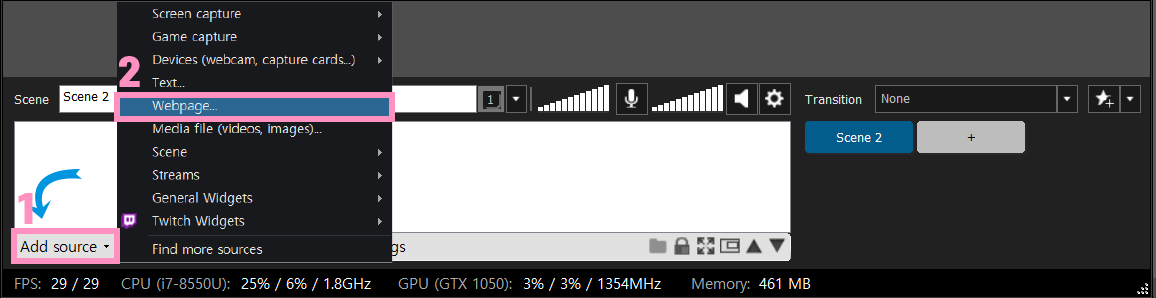 Screen capture
Game capture
Devices (webcam, capture cards...)
2
Text...
Scene
Scene 2
Webpage...
1
Transition
None
Media file (videos, images)...
Scene
Scene 2
+
Streams
General Widgets
1
Twitch Widgets
Add source
Find more sources
gs
FPS: 29 / 29 CPU (i7-8550U): 25% / 6% / 1.8GHz GPU (GTX 1050): 3% / 3% / 1354MHz Memory: 461 MB